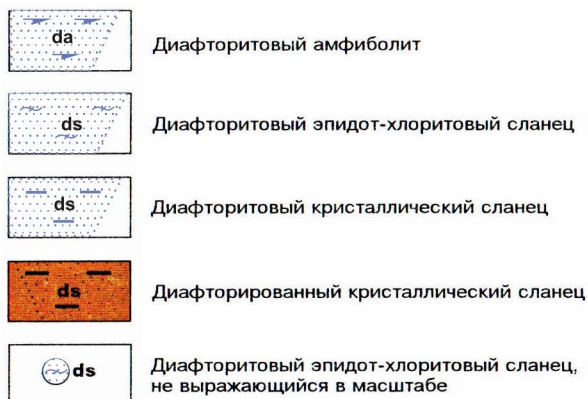 da Диафторитовый амфиболит
ds Диафторитовый эпидот-хлоритовый сланец
ds Диафторитовый кристаллический сланец
ds Диафторированный кристаллический сланец
ds Диафторитовый эпидот-хлоритовый сланец,
не выражающийся в масштабе